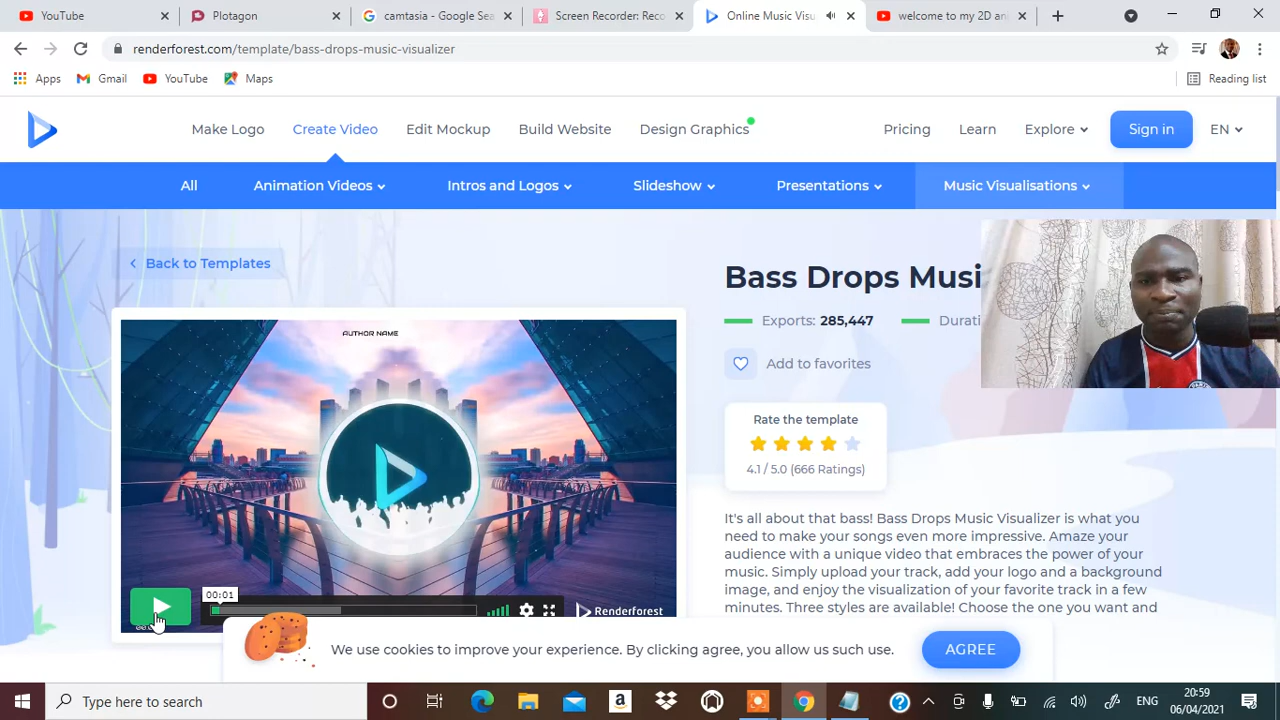 YouTube
Plotagon
camtasia - Google Sea
Screen Recorder: Reco
Online Music Visu
welcome to my 2D an
renderforest.com/template/bass-drops-music-visualizer
Apps Gmail YouTube Maps Reading list
Make Logo Create Video Edit Mockup Build Website Design Graphics Pricing Learn Explore Sign in EN
All Animation Videos Intros and Logos Slideshow Presentations Music Visualisations
Back to Templates
Bass Drops Musi
Exports: 285,447 Durati
Add to favorites
Rate the template
4.1 / 5.0 (666 Ratings)
It's all about that bass! Bass Drops Music Visualizer is what you
need to make your songs even more impressive. Amaze your
audience with a unique video that embraces the power of your
music. Simply upload your track, add your logo and a background
image, and enjoy the visualization of your favorite track in a few
minutes. Three styles are available! Choose the one you want and
AUTHOR NAME
00:01
Renderforest
We use cookies to improve your experience. By clicking agree, you allow us such use. AGREE
Type here to search
ENG
20:59
06/04/2021